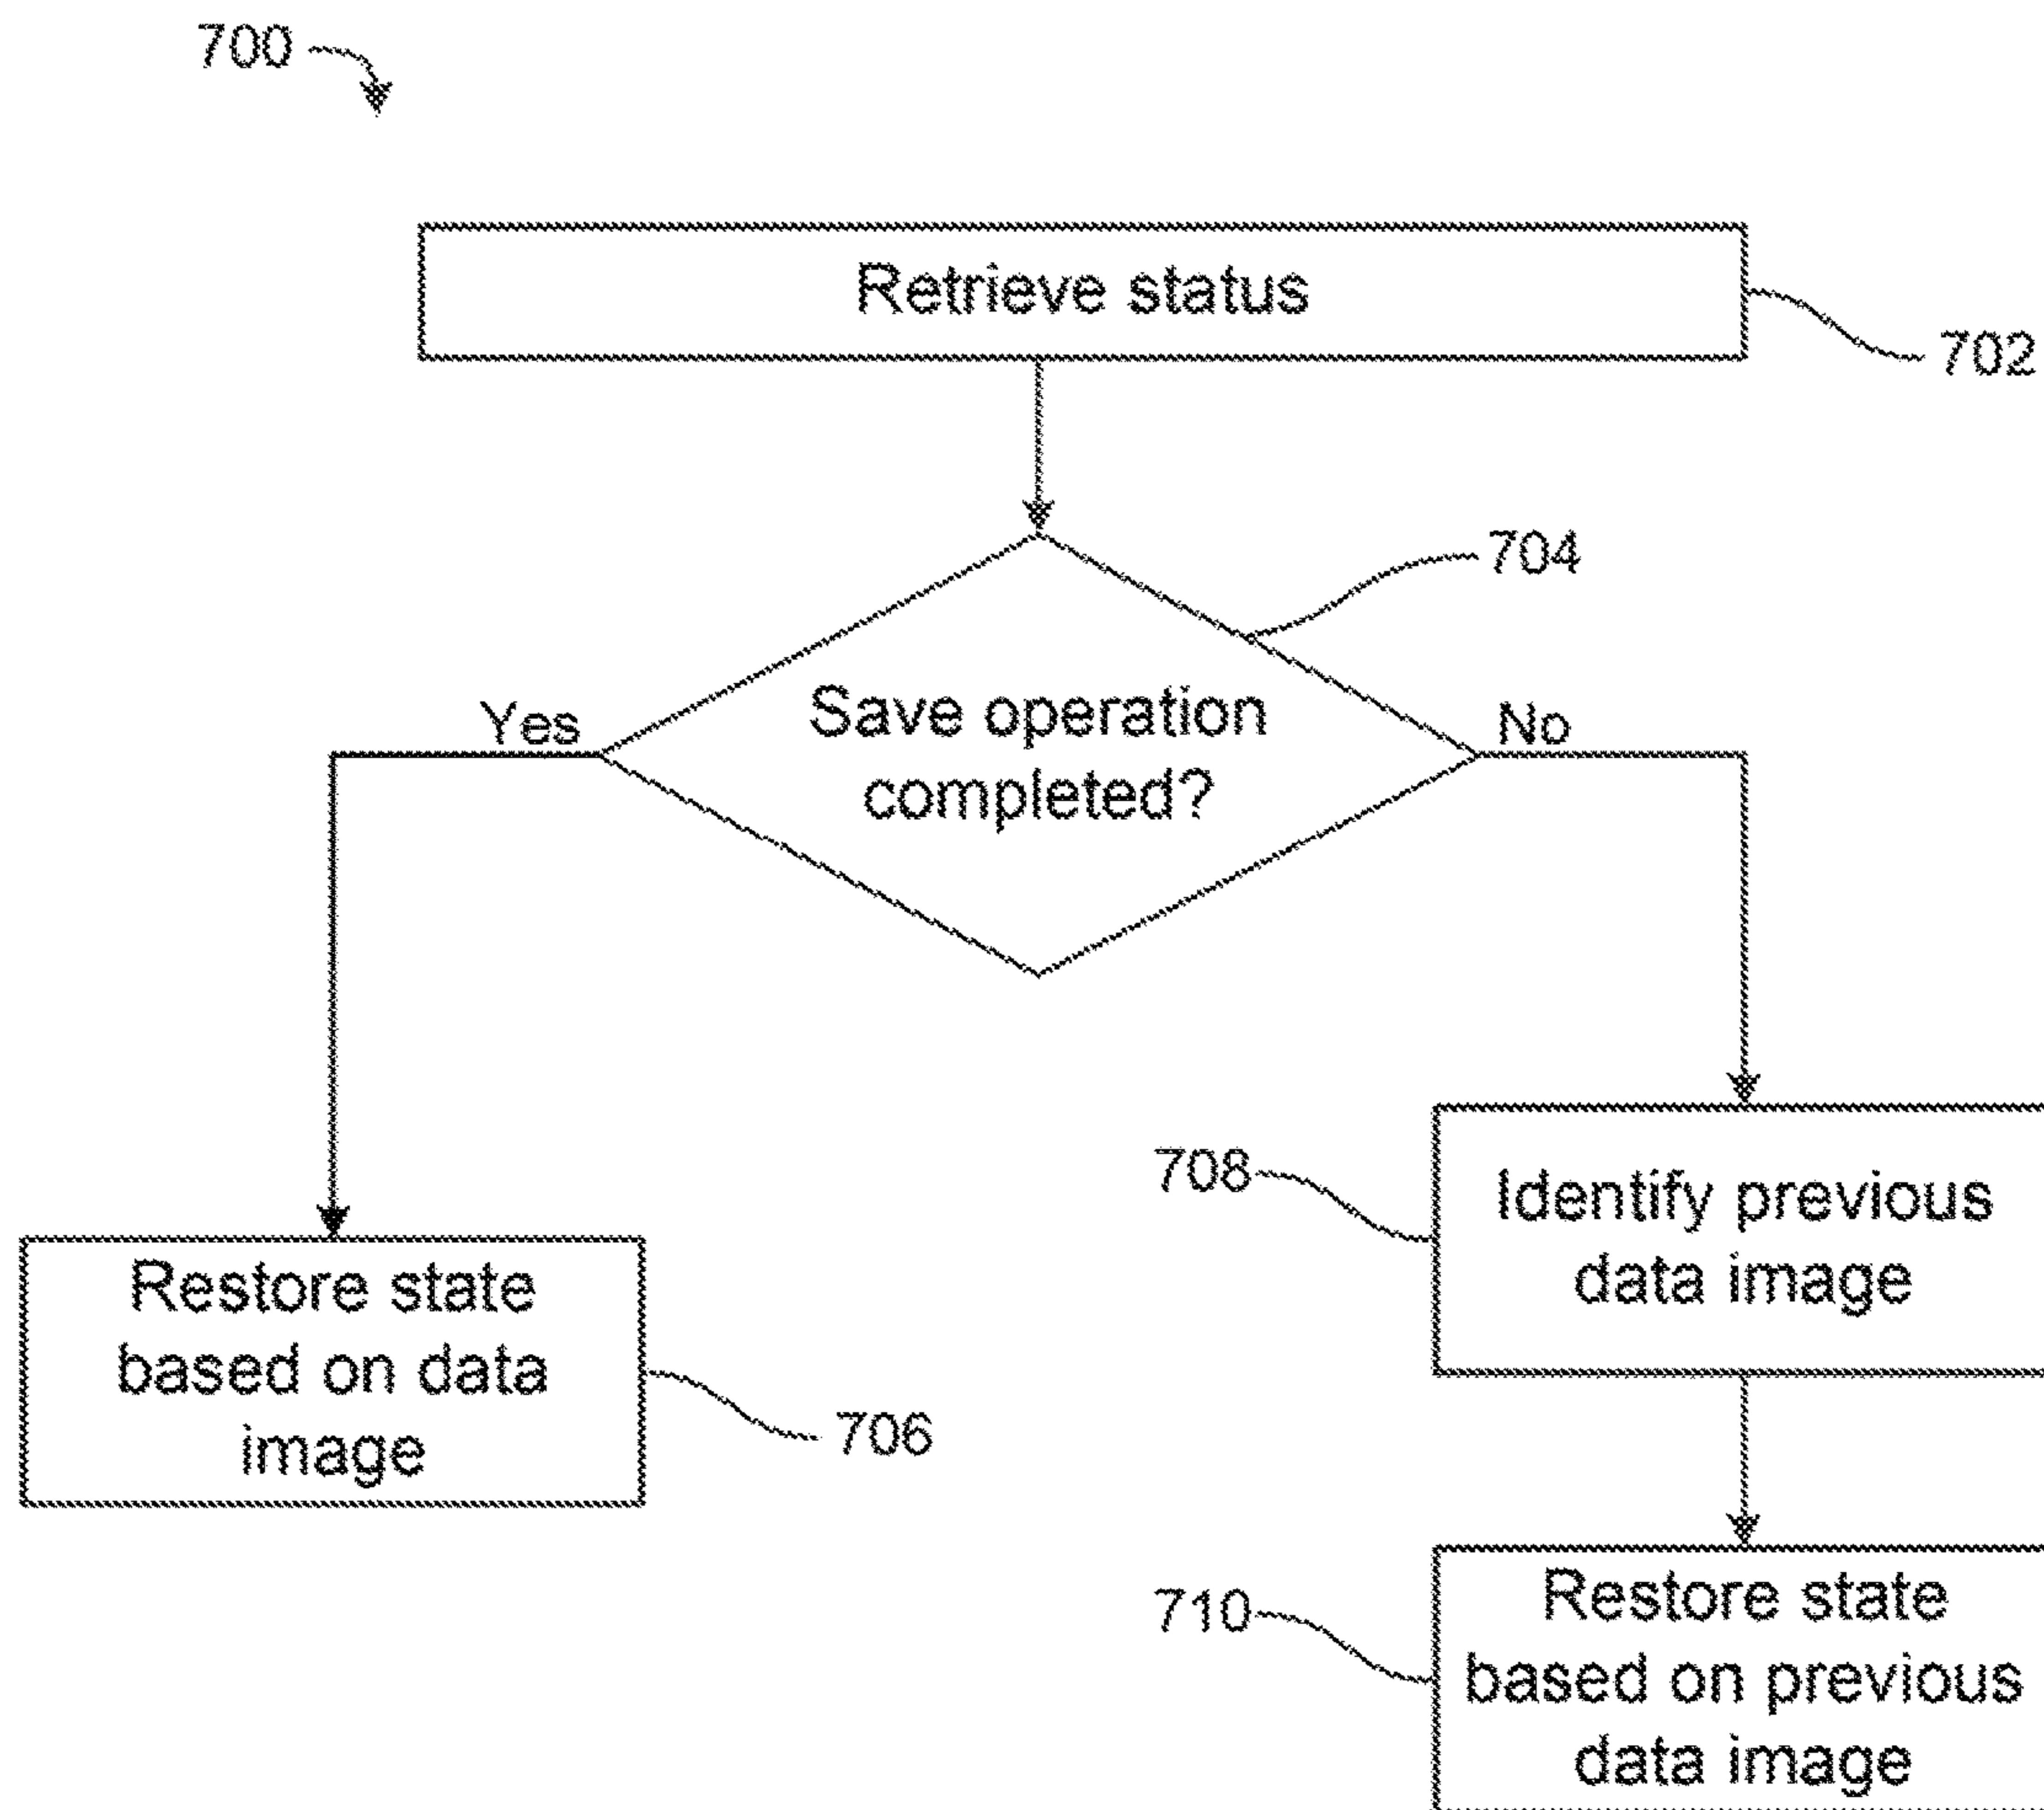 700
Retrieve status
702
704
Save operation
completed?
Yes
No
708
Identify previous
data image
Restore state
based on data
image
706
710
Restore state
based on previous
data image